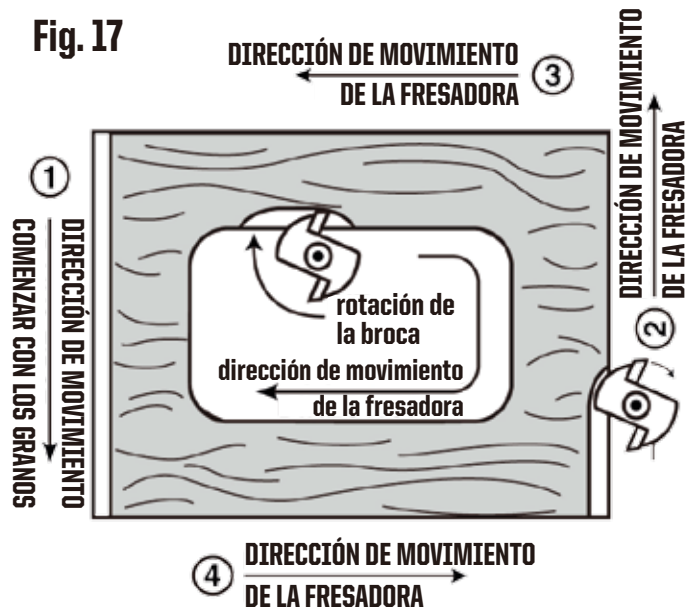 Fig. 17
DIRECCIÓN DE MOVIMIENTO
DE LA FRESADORA
3
1
DIRECCIÓN DE MOVIMIENTO
COMENZAR CON LOS GRANOS
DIRECCIÓN DE MOVIMIENTO
DE LA FRESADORA
2
rotación de
la broca
dirección de movimiento
de la fresadora
4
DIRECCIÓN DE MOVIMIENTO
DE LA FRESADORA